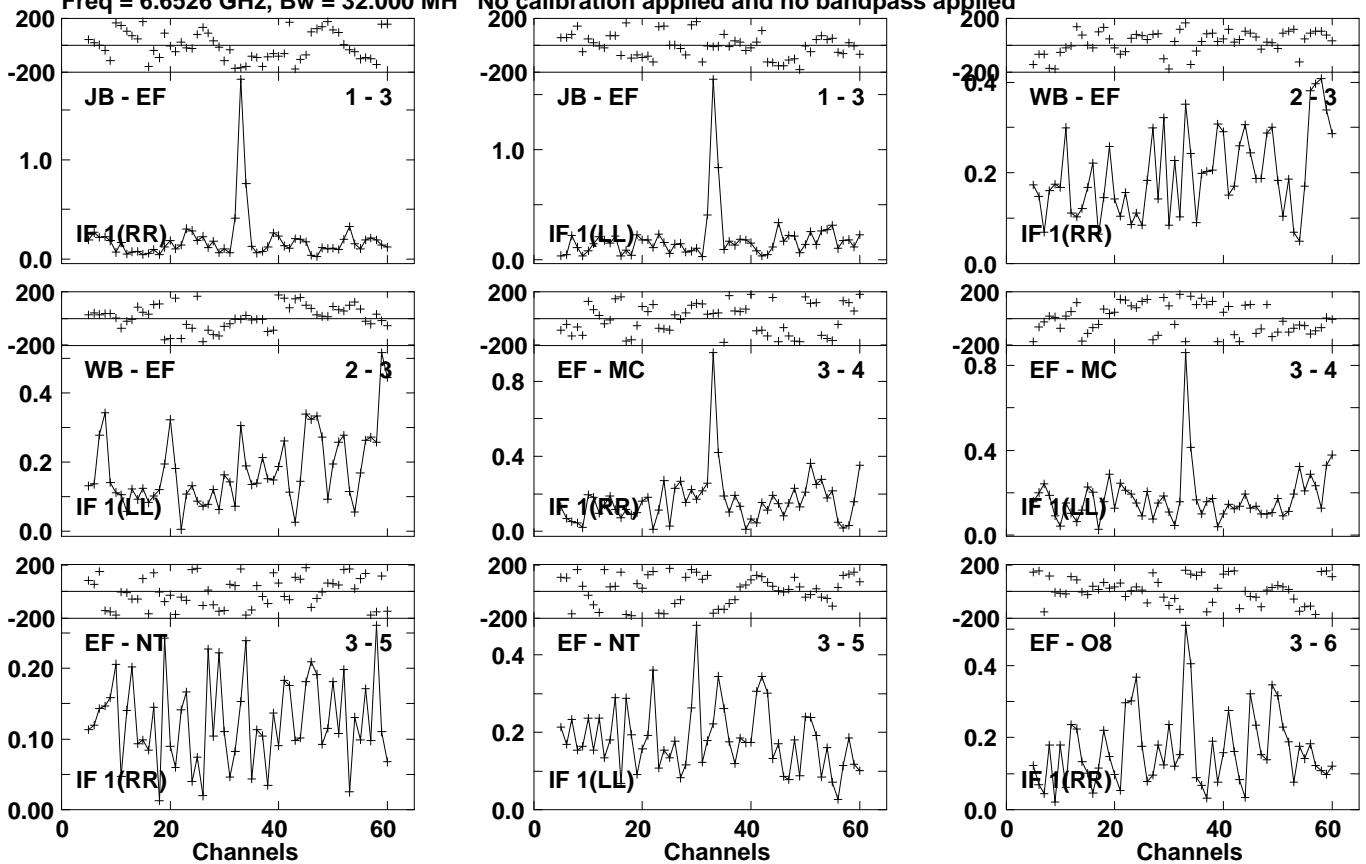 Freq = 6.6526 GHz, Bw = 32.000 MH No calibration applied and no bandpass applied
200
-200
JB - EF 1 - 3
1.0
IF 1(RR)
0.0
JB - EF 1 - 3
1.0
IF 1(LL)
0.0
200
-200
0.4
WB - EF 2 - 3
0.2
IF 1(RR)
0.0
200
-200
WB - EF 2 - 3
0.4
0.2
IF 1(LL)
0.0
200
-200
EF - MC 3 - 4
0.8
0.4
IF 1(RR)
0.0
200
-200
EF - MC 3 - 4
0.8
0.4
IF 1(LL)
0.0
200
-200
EF - NT 3 - 5
0.20
0.10
IF 1(RR)
0.00
0 20 40 60
Channels
200
-200
EF - NT 3 - 5
0.4
0.2
IF 1(LL)
0.0
0 20 40 60
Channels
200
-200
EF - O8 3 - 6
0.4
0.2
IF 1(RR)
0.0
0 20 40 60
Channels